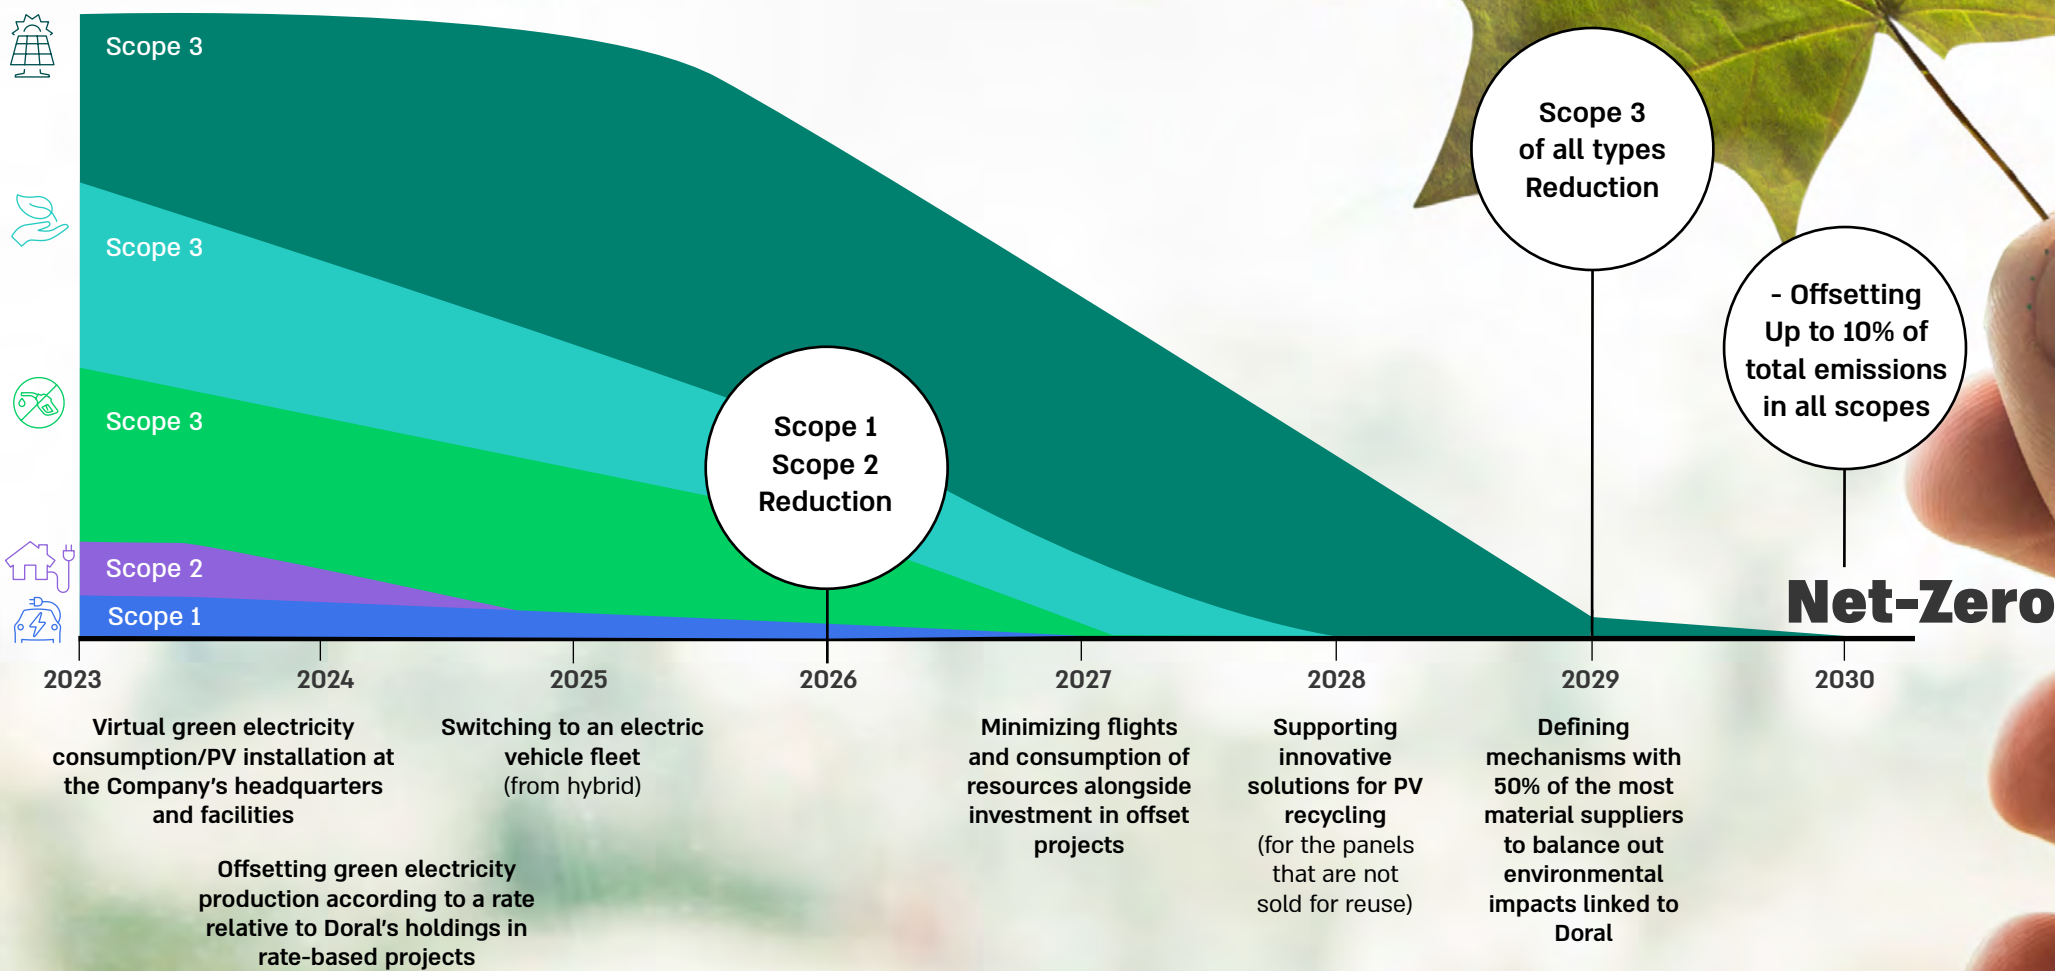 Scope 3
Scope 3
Scope 3
Scope 2
Scope 1
Scope 1
Scope 2
Reduction
Scope 3
of all types
Reduction
- Offsetting
Up to 10% of
total emissions
in all scopes
Net-Zero
2023
2024
2025
2026
2027
2028
2029
2030
Virtual green electricity
consumption/PV installation at
the Company's headquarters
and facilities
Offsetting green electricity
production according to a rate
relative to Doral's holdings in
rate-based projects
Switching to an electric
vehicle fleet
(from hybrid)
Minimizing flights
and consumption of
resources alongside
investment in offset
projects
Supporting
innovative
solutions for PV
recycling
(for the panels
that are not
sold for reuse)
Defining
mechanisms with
50% of the most
material suppliers
to balance out
environmental
impacts linked to
Doral